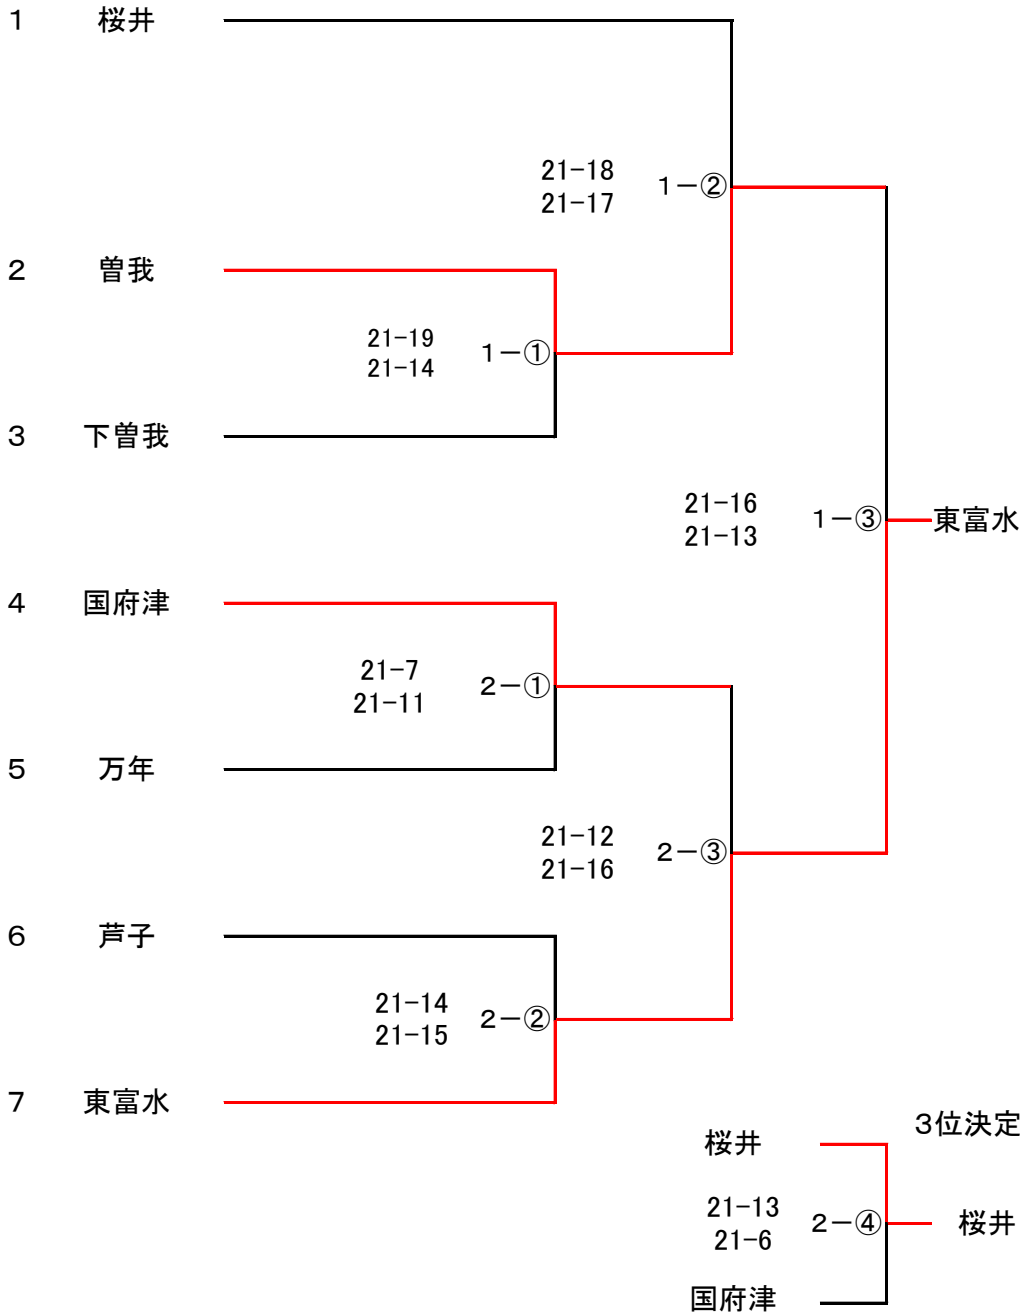 1 桜井
21-18
21-17
1-②
2 曽我
21-19
21-14
1-①
3 下曽我
21-16
21-13
1-③
東富水
4 国府津
21-7
21-11
2-①
5 万年
21-12
21-16
2-③
6 芦子
21-14
21-15
2-②
7 東富水
3位決定
桜井
21-13
21-6
2-④
桜井
国府津